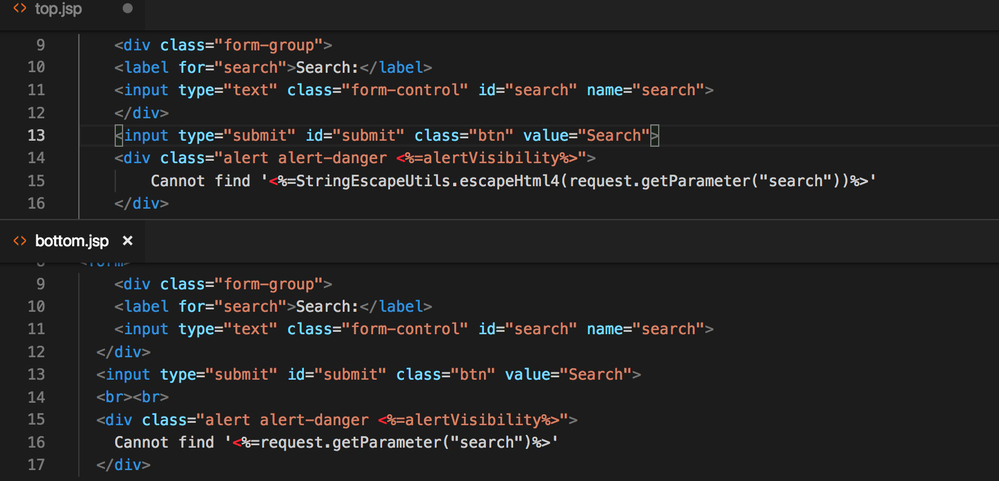 <> top.jsp ●
9 <div class="form-group">
10 <label for="search">Search:</label>
11 <input type="text" class="form-control" id="search" name="search">
12 </div>
13 <input type="submit" id="submit" class="btn" value="Search">
14 <div class="alert alert-danger <%=alertVisibility%>">
15 Cannot find '<%=StringEscapeUtils.escapeHtml4(request.getParameter("search"))%>'
16 </div>
<> bottom.jsp ×
8 <form>
9 <div class="form-group">
10 <label for="search">Search:</label>
11 <input type="text" class="form-control" id="search" name="search">
12 </div>
13 <input type="submit" id="submit" class="btn" value="Search">
14 <br><br>
15 <div class="alert alert-danger <%=alertVisibility%>">
16 Cannot find '<%=request.getParameter("search")%>'
17 </div>